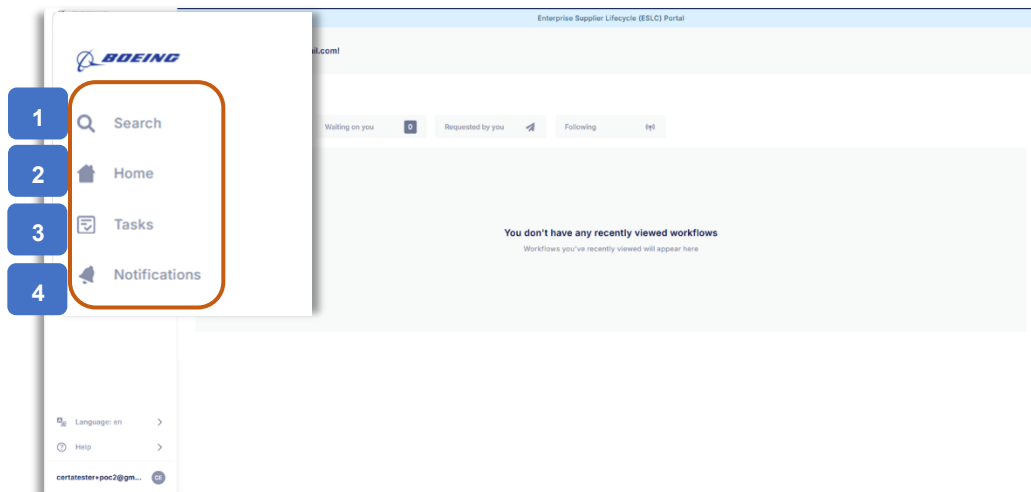 Enterprise Supplier Lifecycle (ESLC) Portal
BOEING
il.com!
1 Search
2 Home
3 Tasks
4 Notifications
Waiting on you 0 Requested by you Following
You don't have any recently viewed workflows
Workflows you've recently viewed will appear here
Language: en
Help
certatester+poc2@gm... CE